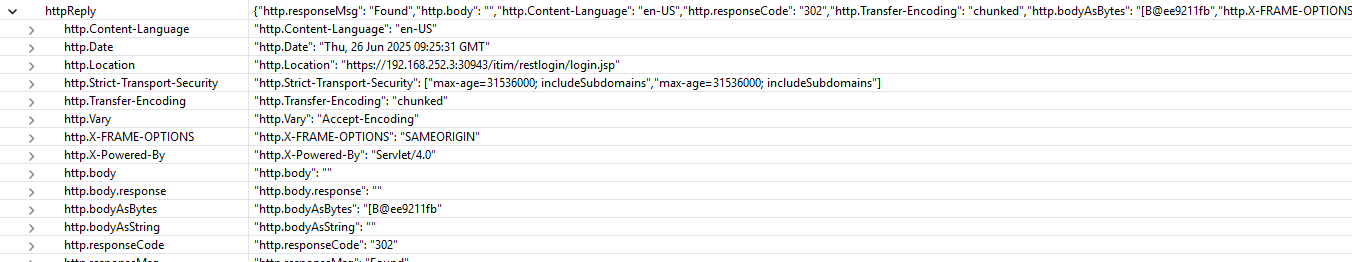 httpReply {"http.responseMsg": "Found","http.body": "","http.Content-Language": "en-US","http.responseCode": "302","http.Transfer-Encoding": "chunked","http.bodyAsBytes": "[B@ee9211fb","http.X-FRAME-OPTIONS
http.Content-Language "http.Content-Language": "en-US"
http.Date "http.Date": "Thu, 26 Jun 2025 09:25:31 GMT"
http.Location "http.Location": "https://192.168.252.3:30943/itim/restlogin/login.jsp"
http.Strict-Transport-Security "http.Strict-Transport-Security": ["max-age=31536000; includeSubdomains","max-age=31536000; includeSubdomains"]
http.Transfer-Encoding "http.Transfer-Encoding": "chunked"
http.Vary "http.Vary": "Accept-Encoding"
http.X-FRAME-OPTIONS "http.X-FRAME-OPTIONS": "SAMEORIGIN"
http.X-Powered-By "http.X-Powered-By": "Servlet/4.0"
http.body "http.body": ""
http.body.response "http.body.response": ""
http.bodyAsBytes "http.bodyAsBytes": "[B@ee9211fb"
http.bodyAsString "http.bodyAsString": ""
http.responseCode "http.responseCode": "302"
http.responseMsg "http.responseMsg": "Found"